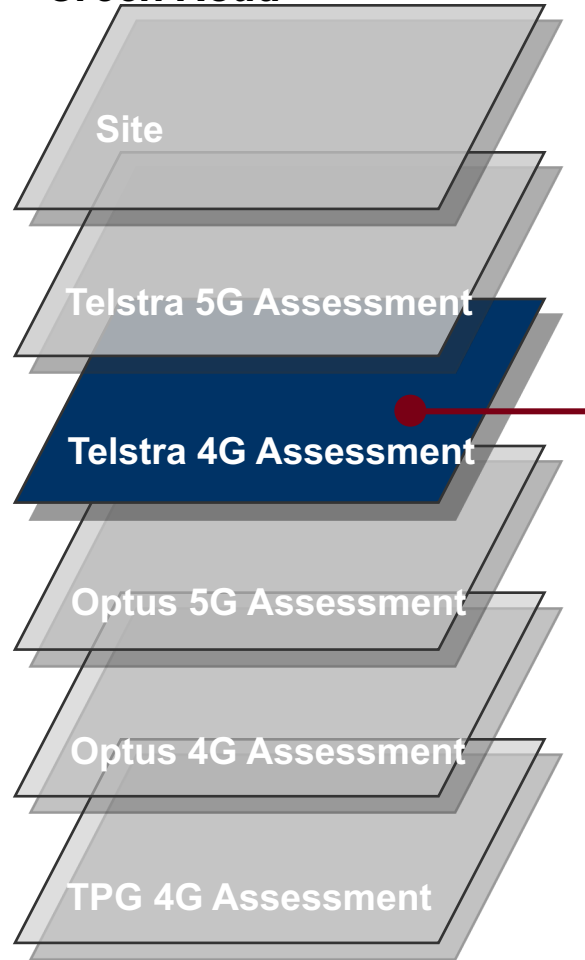 Site
Telstra 5G Assessment
Telstra 4G Assessment
Optus 5G Assessment
Optus 4G Assessment
TPG 4G Assessment